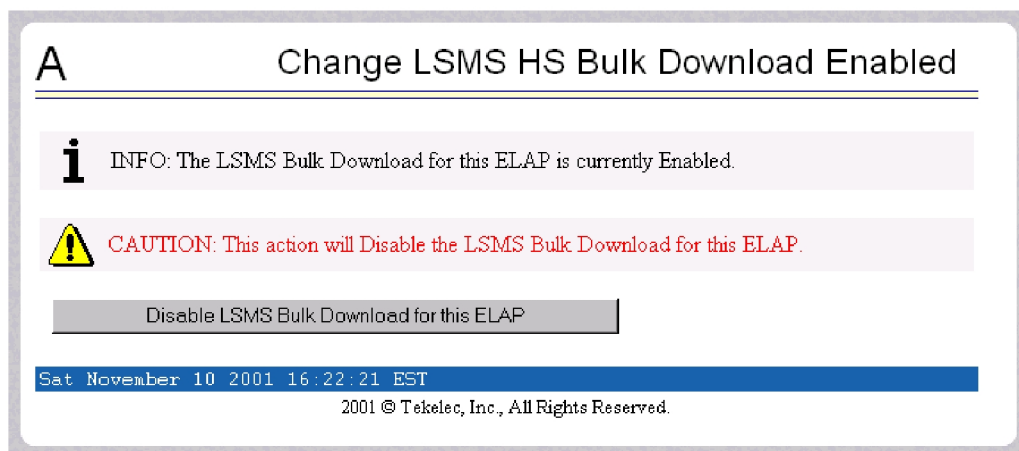 A
Change LSMS HS Bulk Download Enabled
i
INFO: The LSMS Bulk Download for this ELAP is currently Enabled.
CAUTION: This action will Disable the LSMS Bulk Download for this ELAP.
Disable LSMS Bulk Download for this ELAP
Sat November 10 2001 16:22:21 EST
2001 © Tekelec, Inc., All Rights Reserved.